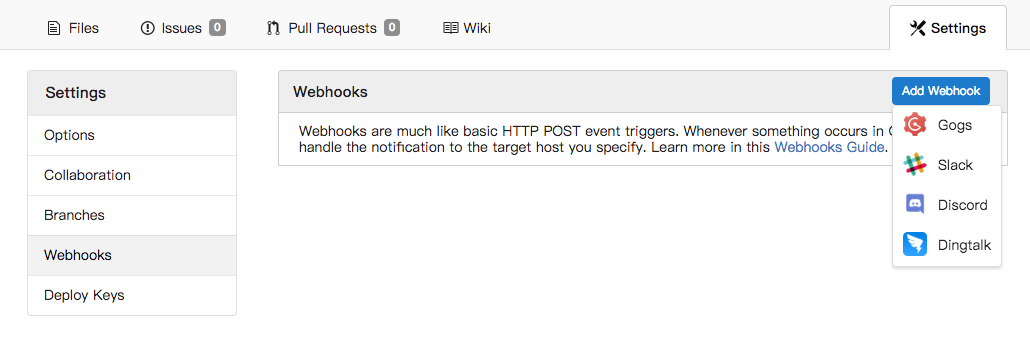 Files
Issues 0
Pull Requests 0
Wiki
Settings
Settings
Options
Collaboration
Branches
Webhooks
Deploy Keys
Webhooks
Add Webhook
Webhooks are much like basic HTTP POST event triggers. Whenever something occurs in
handle the notification to the target host you specify. Learn more in this Webhooks Guide.
Gogs
Slack
Discord
Dingtalk